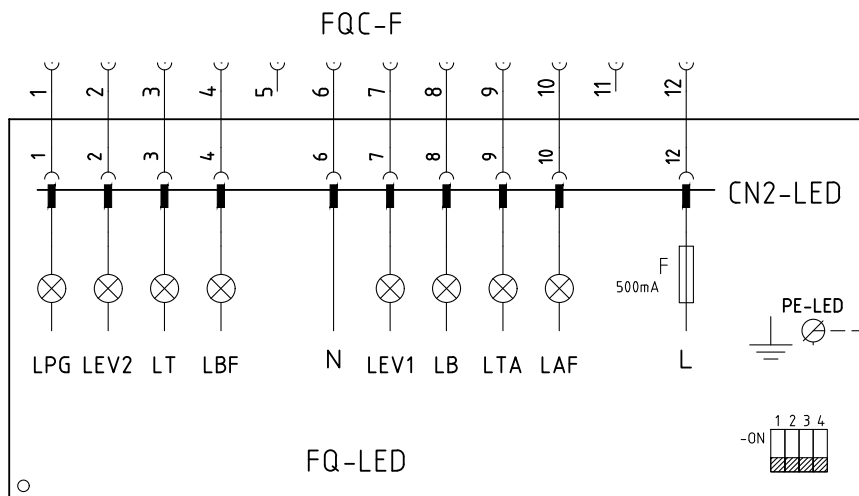 FQC-F
1 2 3 4 5 6 7 8 9 10 11 12
1 2 3 4 6 7 8 9 10 12
CN2-LED
F
500mA
PE-LED
LPG LEV2 LT LBF N LEV1 LB LTA LAF L
1 2 3 4
-ON
FQ-LED